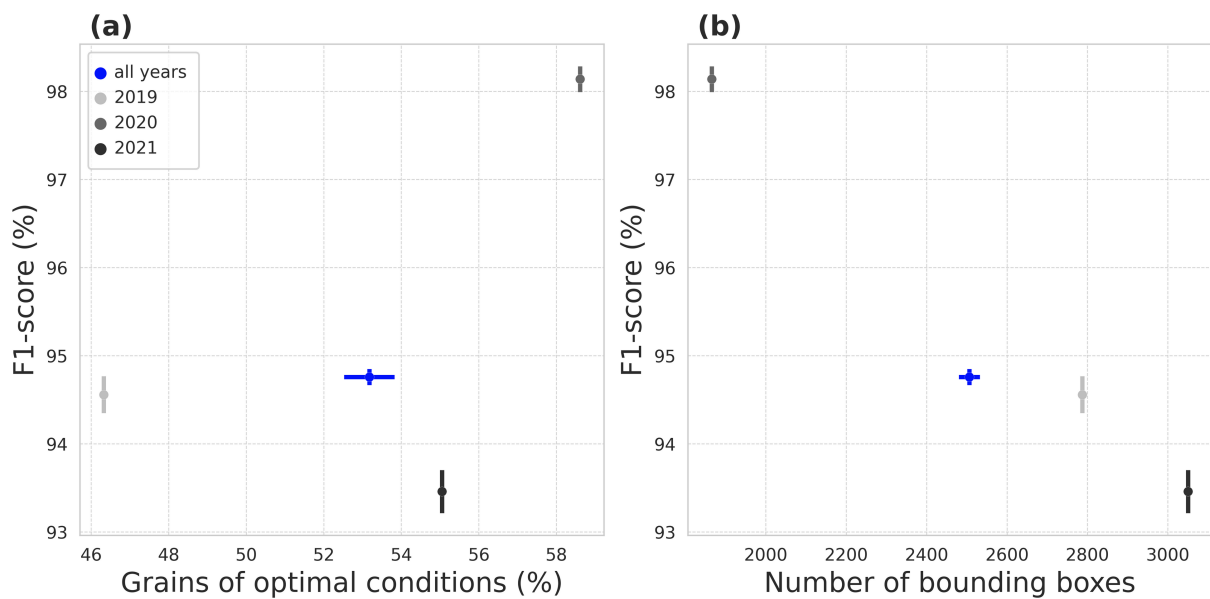 (a)
F1-score (%)
98
97
96
95
94
93
all years
2019
2020
2021
46 48 50 52 54 56 58
Grains of optimal conditions (%)
(b)
F1-score (%)
98
97
96
95
94
93
2000 2200 2400 2600 2800 3000
Number of bounding boxes